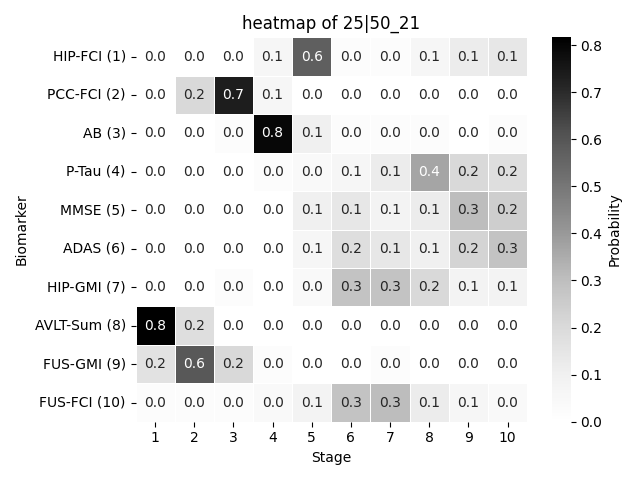 heatmap of 25|50_21
HIP-FCI (1) 0.0 0.0 0.0 0.1 0.6 0.0 0.0 0.1 0.1 0.1
PCC-FCI (2) 0.0 0.2 0.7 0.1 0.0 0.0 0.0 0.0 0.0 0.0
AB (3) 0.0 0.0 0.0 0.8 0.1 0.0 0.0 0.0 0.0 0.0
P-Tau (4) 0.0 0.0 0.0 0.0 0.0 0.1 0.1 0.4 0.2 0.2
MMSE (5) 0.0 0.0 0.0 0.0 0.1 0.1 0.1 0.1 0.3 0.2
ADAS (6) 0.0 0.0 0.0 0.0 0.1 0.2 0.1 0.1 0.2 0.3
HIP-GMI (7) 0.0 0.0 0.0 0.0 0.0 0.3 0.3 0.2 0.1 0.1
AVLT-Sum (8) 0.8 0.2 0.0 0.0 0.0 0.0 0.0 0.0 0.0 0.0
FUS-GMI (9) 0.2 0.6 0.2 0.0 0.0 0.0 0.0 0.0 0.0 0.0
FUS-FCI (10) 0.0 0.0 0.0 0.0 0.1 0.3 0.3 0.1 0.1 0.0
1 2 3 4 5 6 7 8 9 10
Stage
Biomarker
0.8
0.7
0.6
0.5
0.4
0.3
0.2
0.1
0.0
Probability